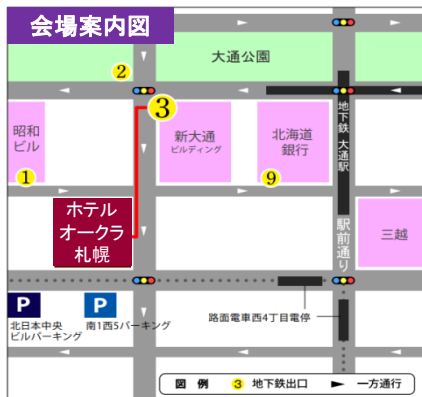 会場案内図
大通公園
2
3
昭和
ビル
新大通
ビルディング
北海道
銀行
地下鉄 大通駅
1
9
ホテル
オークラ
札幌
駅前通り
三越
P
P
北日本中央
ビルパーキング
南1西5パーキング
路面電車西4丁目電停
図 例 3 地下鉄出口 一方通行